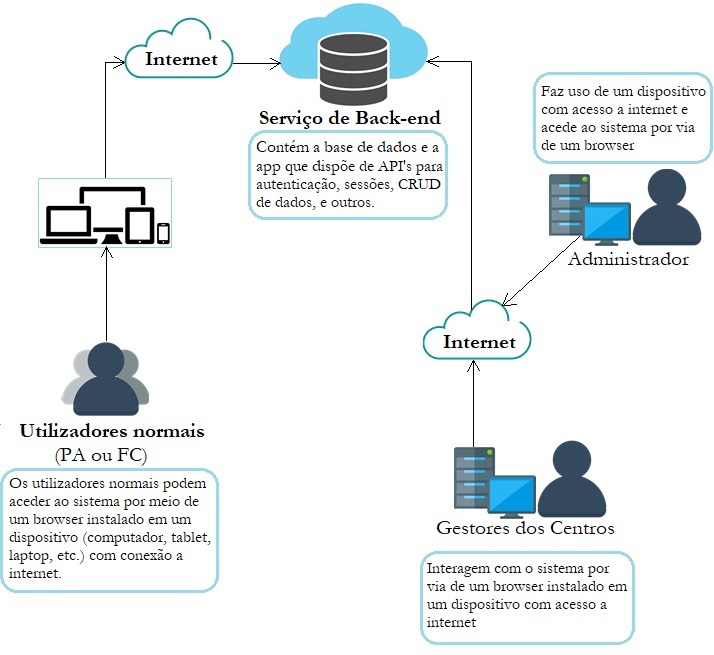 Internet
Serviço de Back-end
Contém a base de dados e a
app que dispõe de API's para
autenticação, sessões, CRUD
de dados, e outros.
Faz uso de um dispositivo
com acesso a internet e
acede ao sistema por via
de um browser
Administrador
Internet
Utilizadores normais
(PA ou FC)
Os utilizadores normais podem
aceder ao sistema por meio de
um browser instalado em um
dispositivo (computador, tablet,
laptop, etc.) com conexão a
internet.
Gestores dos Centros
Interagem com o sistema por
via de um browser instalado em
um dispositivo com acesso a
internet